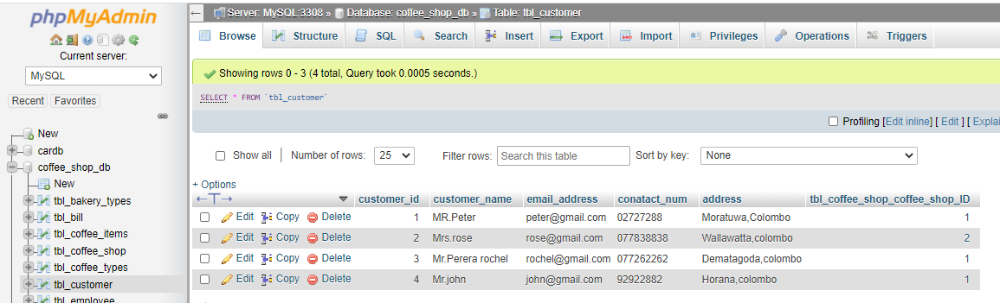 phpMyAdmin
Current server:
MySQL
Recent Favorites
New
cardb
coffee_shop_db
New
tbl_bakery_types
tbl_bill
tbl_coffee_items
tbl_coffee_shop
tbl_coffee_types
tbl_customer
tbl_employee
Server: MySQL:3308 » Database: coffee_shop_db » Table: tbl_customer
Browse Structure SQL Search Insert Export Import Privileges Operations Triggers
Showing rows 0 - 3 (4 total, Query took 0.0005 seconds.)
SELECT * FROM `tbl_customer`
Profiling [Edit inline] [ Edit ] [ Explai
Show all Number of rows: 25 Filter rows: Search this table Sort by key: None
+ Options
←T→ customer_id customer_name email_address conatact_num address tbl_coffee_shop_coffee_shop_ID
Edit Copy Delete 1 MR.Peter peter@gmail.com 02727288 Moratuwa,Colombo 1
Edit Copy Delete 2 Mrs.rose rose@gmail.com 077838838 Wallawatta,colombo 2
Edit Copy Delete 3 Mr.Perera rochel rochel@gmail.com 077262262 Dematagoda,colombo 1
Edit Copy Delete 4 Mr.john john@gmail.com 92922882 Horana,colombo 1